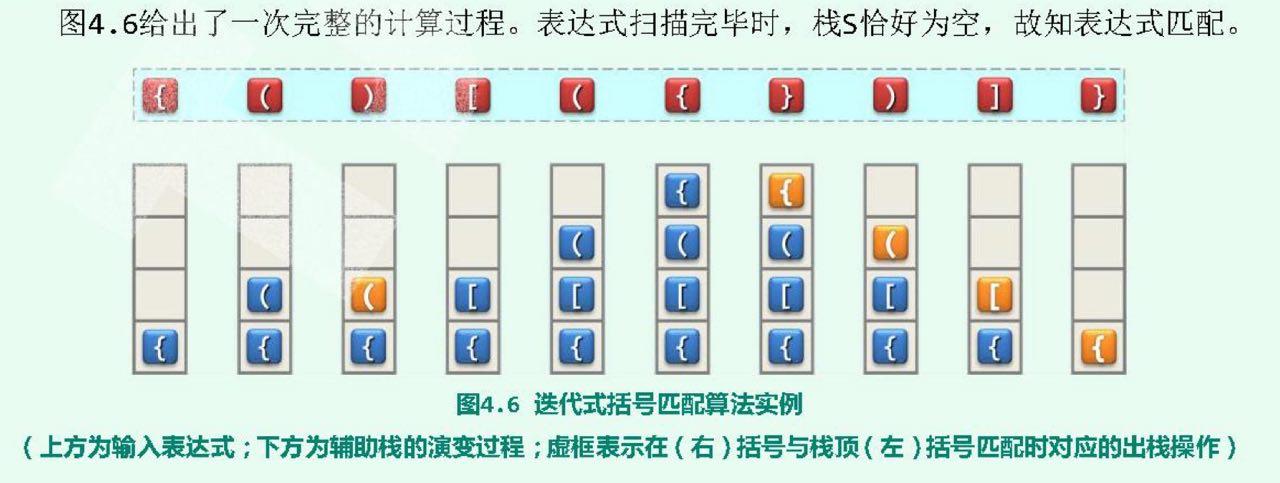 图4.6给出了一次完整的计算过程。表达式扫描完毕时，栈S恰好为空，故知表达式匹配。
{ ( ) [ ( { } ) ] }
{ {
( ( ( (
( ( [ [ [ [ [ [
{ { { { { { { { { {
图4.6 迭代式括号匹配算法实例
(上方为输入表达式;下方为辅助栈的演变过程;虚框表示在(右)括号与栈顶(左)括号匹配时对应的出栈操作)